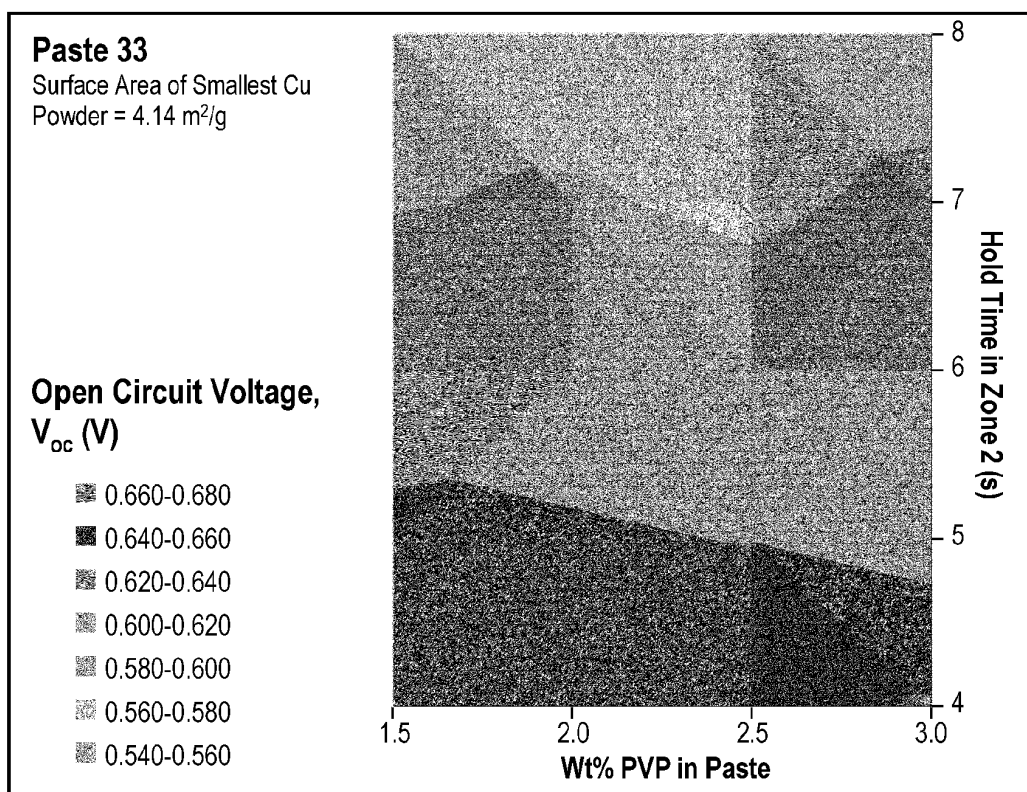 Paste 33
Surface Area of Smallest Cu
Powder = 4.14 m²/g
Open Circuit Voltage,
Voc (V)
0.660-0.680
0.640-0.660
0.620-0.640
0.600-0.620
0.580-0.600
0.560-0.580
0.540-0.560
8
7
6
5
4
Hold Time in Zone 2 (s)
1.5 2.0 2.5 3.0
Wt% PVP in Paste